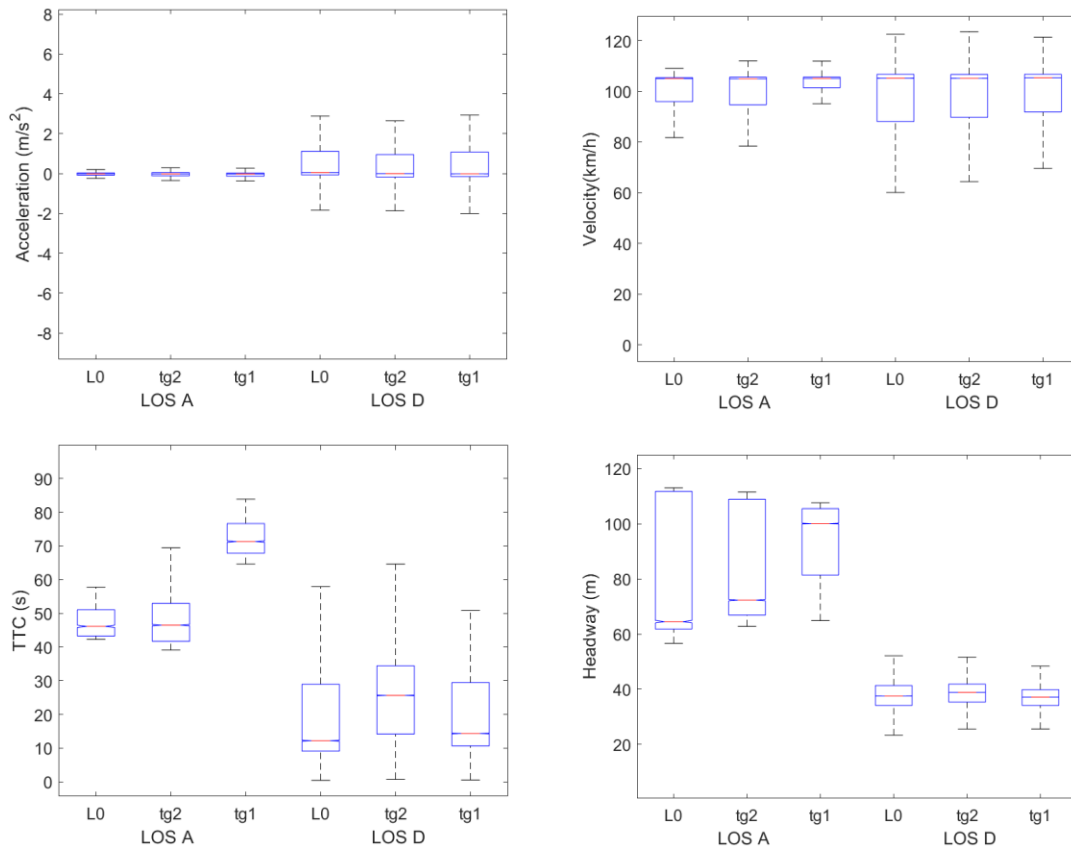 8
6
4
2
0
-2
-4
-6
-8
Acceleration (m/s²)
L0 tg2 tg1 L0 tg2 tg1
LOS A LOS D
120
100
80
60
40
20
0
Velocity(km/h)
L0 tg2 tg1 L0 tg2 tg1
LOS A LOS D
90
80
70
60
50
40
30
20
10
0
TTC (s)
L0 tg2 tg1 L0 tg2 tg1
LOS A LOS D
120
100
80
60
40
20
Headway (m)
L0 tg2 tg1 L0 tg2 tg1
LOS A LOS D